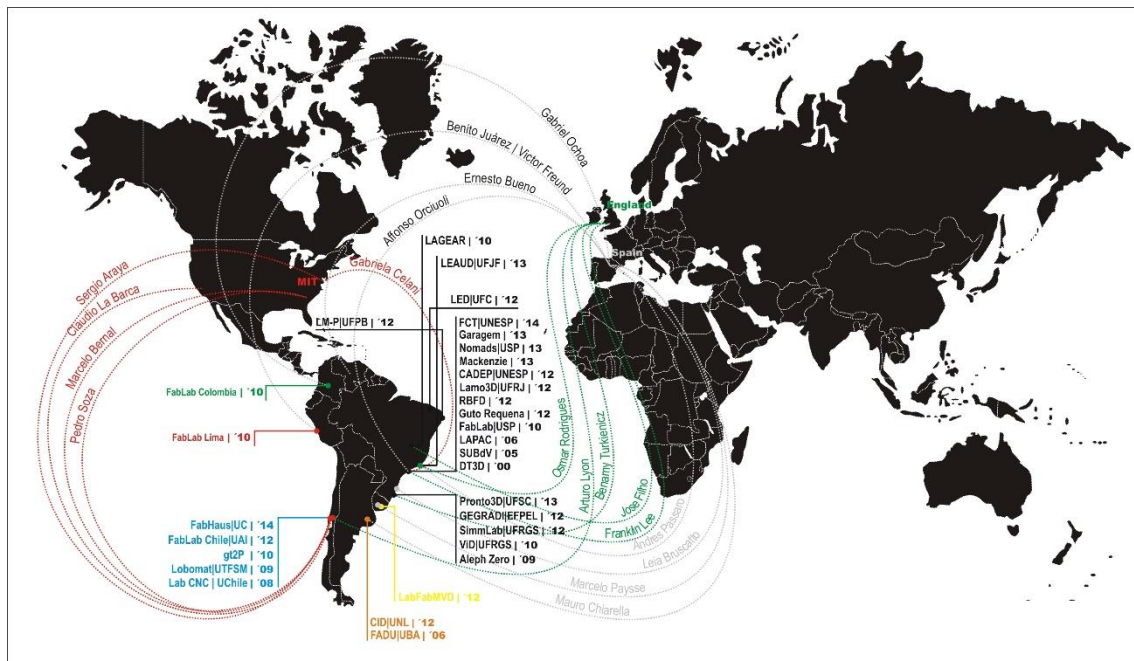 Gabriel Ochoa
Benito Juárez | Victor Freund
Ernesto Bueno
Affonso Orciuoli
England
Spain
MIT
Gabriela Celani
Sergio Araya
Claudio La Barca
Marcelo Bernal
Pedro Soza
LAGEAR | ´10
LEAUD|UFJF | ´13
LED|UFC | ´12
LM-P|UFPB | ´12
FCT|UNESP | ´14
Garagem | ´13
Nomads|USP | 13
Mackenzie | ´13
CADEP|UNESP | ´12
Lamo3D|UFRJ | ´12
RBFD | ´12
Guto Requena | ´12
FabLab|USP | ´10
LAPAC | ´06
SUBdV | ´05
DT3D | ´00
FabLab Colombia | ´10
FabLab Lima | ´10
Pronto3D|UFSC | ´13
GEGRADI|EFPEL | ´12
SimmLab|UFRGS | ´12
ViD|UFRGS | ´10
Aleph Zero | ´09
FabHaus|UC | ´14
FabLab Chile|UAI | ´12
gt2P | ´10
Lobomat|UTFSM | ´09
Lab CNC | UChile | ´08
LabFabMVD | ´12
CID|UNL | ´12
FADU|UBA | ´06
Osmar Rodrigues
Arturo Lyon
Benamy Turkienicz
Jose Filho
Franklin Lee
Andres Passaro
Leia Bruscato
Marcelo Paysse
Mauro Chiarella